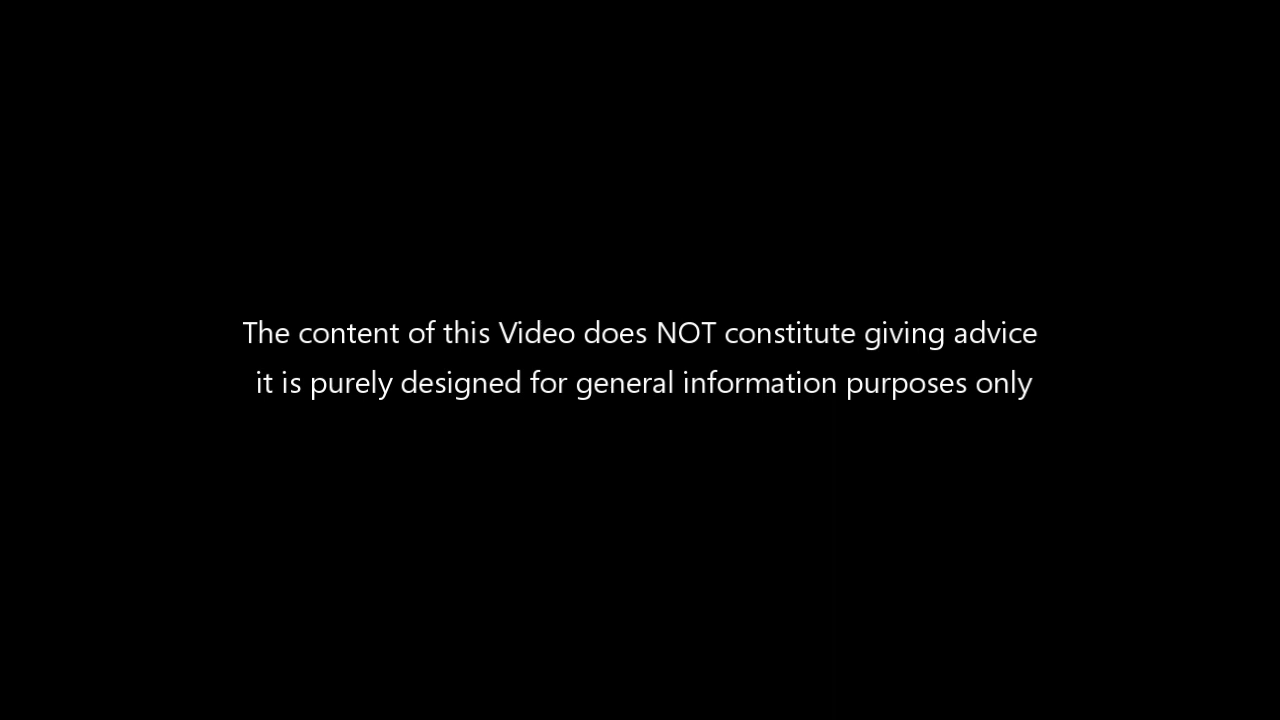 The content of this Video does NOT constitute giving advice
it is purely designed for general information purposes only